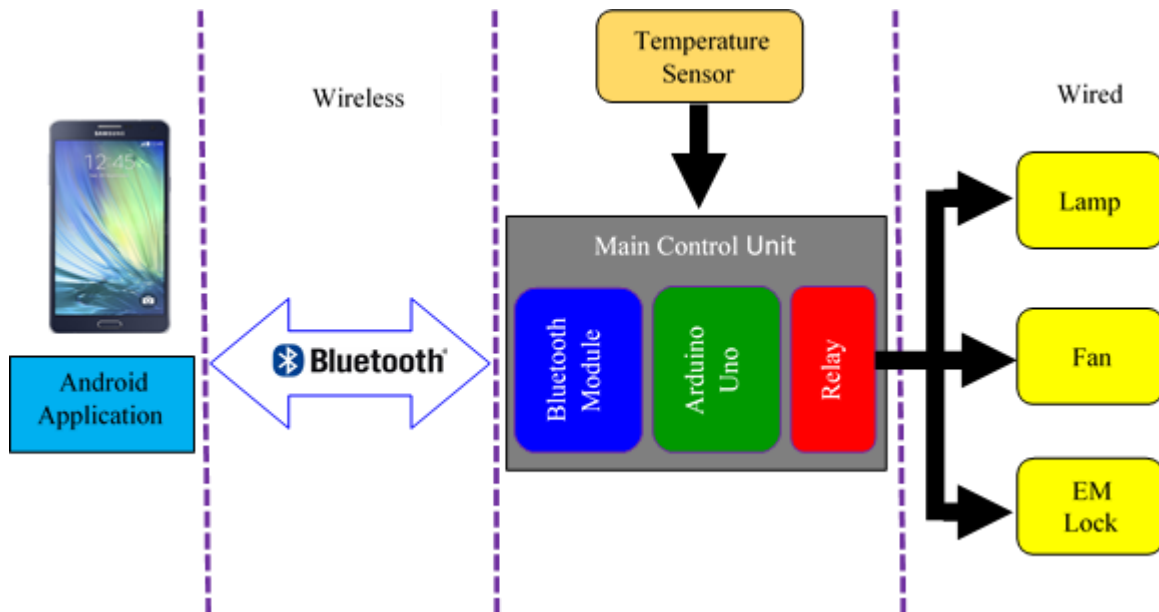 Temperature
Sensor
Wireless
Wired
SAMSUNG
12:45
Lamp
Main Control Unit
Bluetooth
Module
Arduino
Uno
Relay
Bluetooth
Fan
Android
Application
EM
Lock